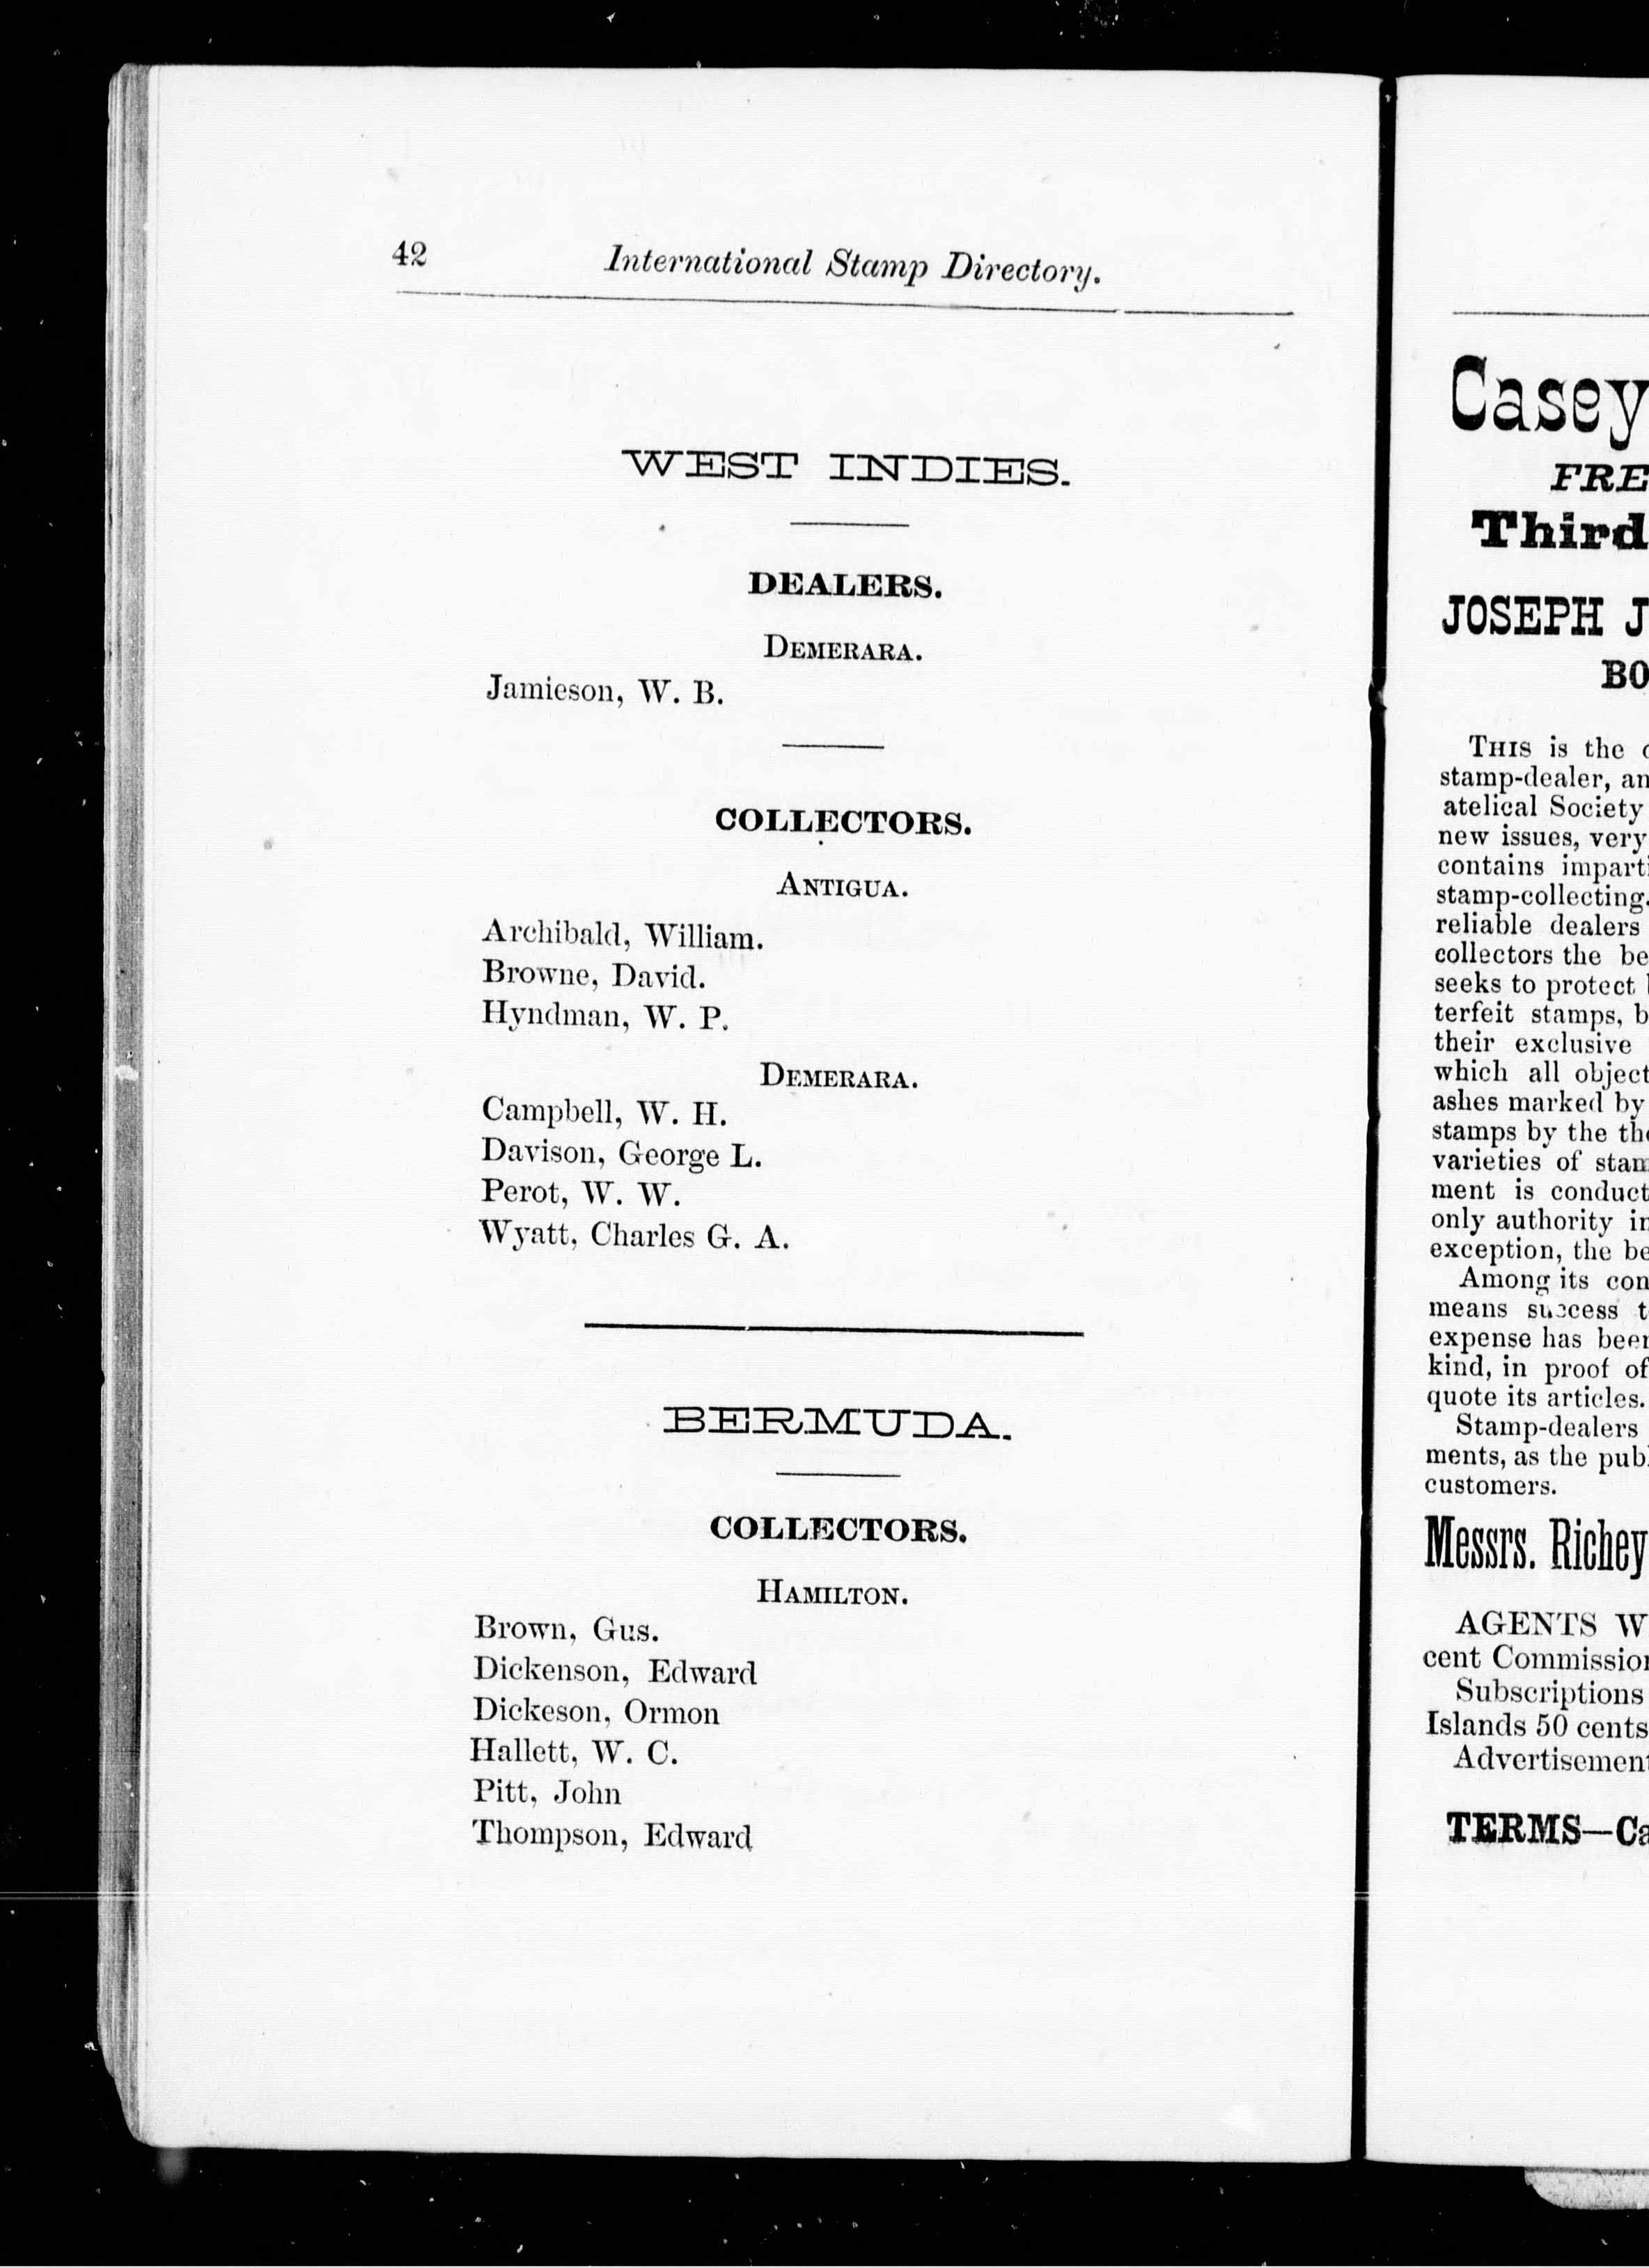 42 International Stamp Directory.
WEST INDIES.
DEALERS.
DEMERARA.
Jamieson, W. B.
COLLECTORS.
ANTIGUA.
Archibald, William.
Browne, David.
Hyndman, W. P.
DEMERARA.
Campbell, W. H.
Davison, George L.
Perot, W. W.
Wyatt, Charles G. A.
BERMUDA.
COLLECTORS.
HAMILTON.
Brown, Gus.
Dickenson, Edward
Dickeson, Ormon
Hallett, W. C.
Pitt, John
Thompson, Edward
Casey
FRE
Third
JOSEPH J
BO
THIS is the
stamp-dealer, an
atelical Society
new issues, very
contains imparti
stamp-collecting.
reliable dealers
collectors the be
seeks to protect
terfeit stamps, b
their exclusive
which all object
ashes marked by
stamps by the th
varieties of stam
ment is conduct
only authority in
exception, the be
Among its con
means success t
expense has been
kind, in proof of
quote its articles.
Stamp-dealers
ments, as the pub
customers.
Messrs. Richey
AGENTS W
cent Commission
Subscriptions
Islands 50 cents
Advertisement
TERMS—Ca